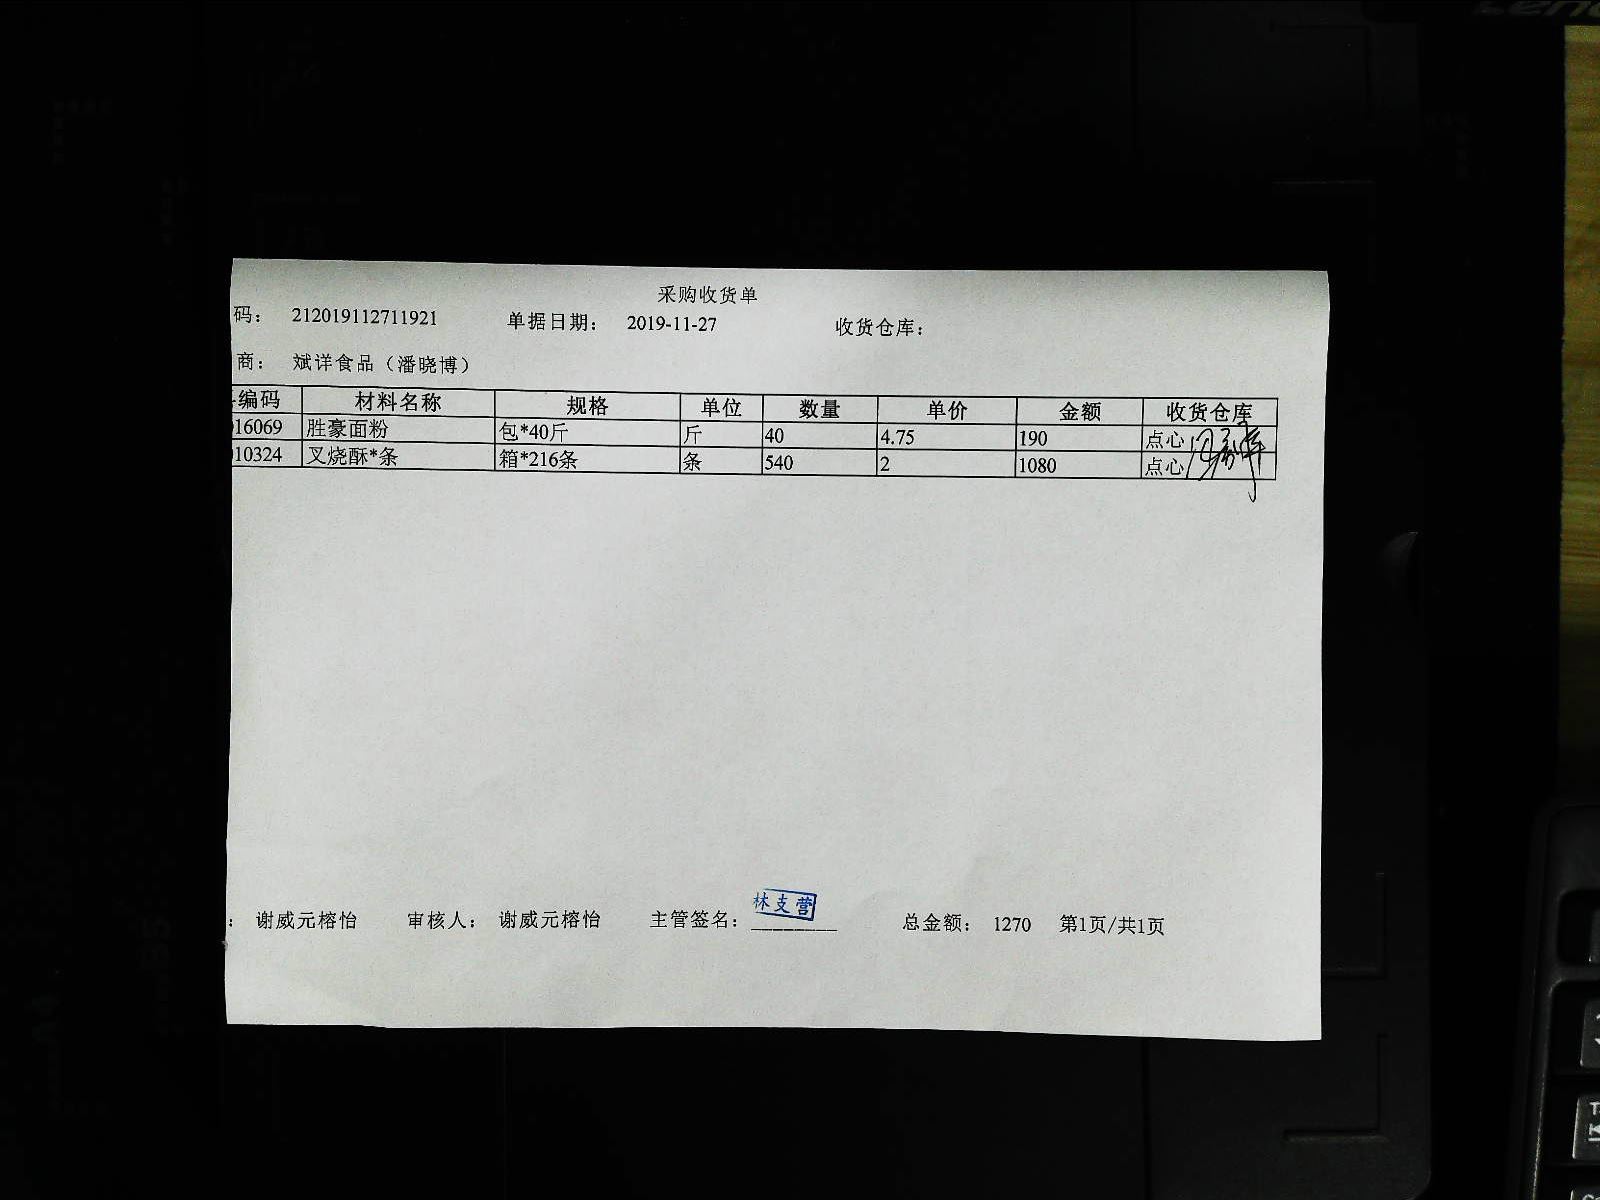 采购收货单
码: 212019112711921 单据日期: 2019-11-27 收货仓库:
商: 斌详食品（潘晓博）
编码 材料名称 规格 单位 数量 单价 金额 收货仓库
16069 胜豪面粉 包*40斤 斤 40 4.75 190 点心
10324 叉烧酥*条 箱*216条 条 540 2 1080 点心
林支营
: 谢威元榕怡 审核人: 谢威元榕怡 主管签名: 总金额: 1270 第1页/共1页